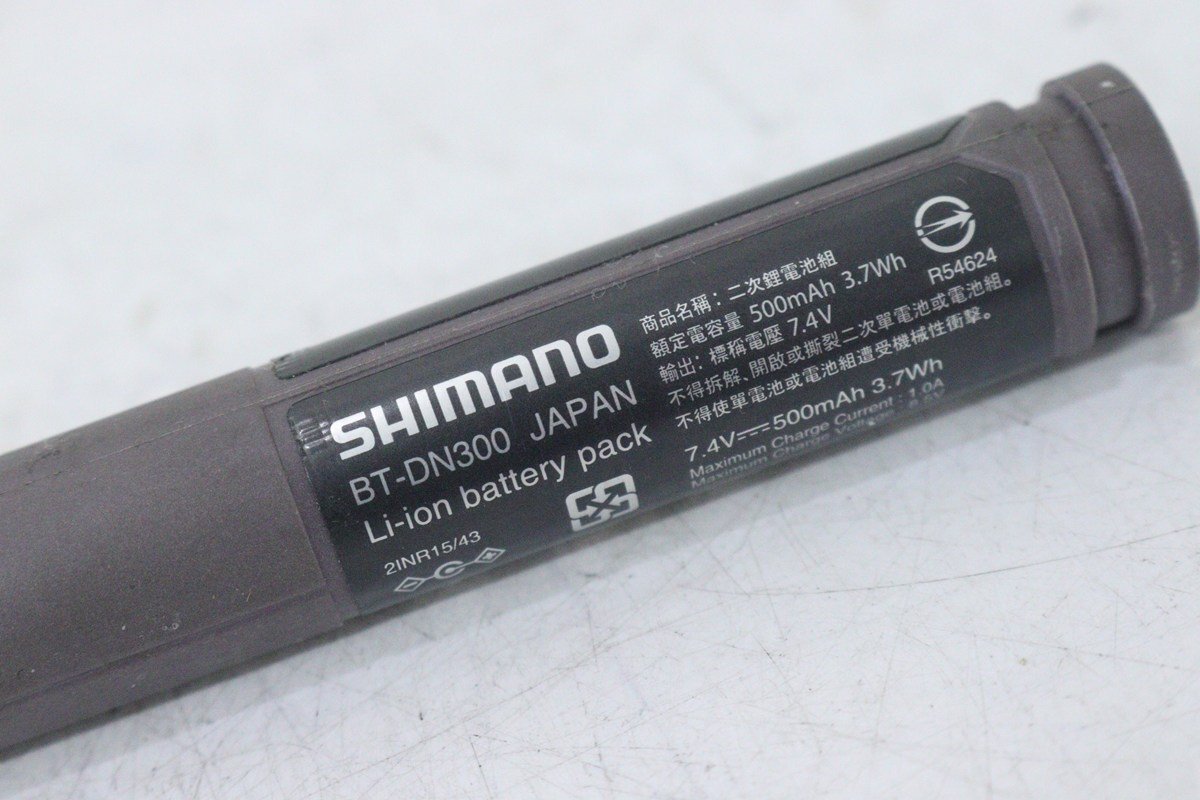 SHIMANO
BT-DN300 JAPAN
Li-ion battery pack
2INR15/43
商品名稱：二次鋰電池組
額定電容量 500mAh 3.7Wh
輸出：標稱電壓 7.4V
不得拆解、開啟或撕裂二次單電池或電池組。
不得使單電池或電池組遭受機械性衝擊。
7.4V⎓500mAh 3.7Wh
Maximum Charge Current : 1.0A
Maximum Charge Voltage :
R54624